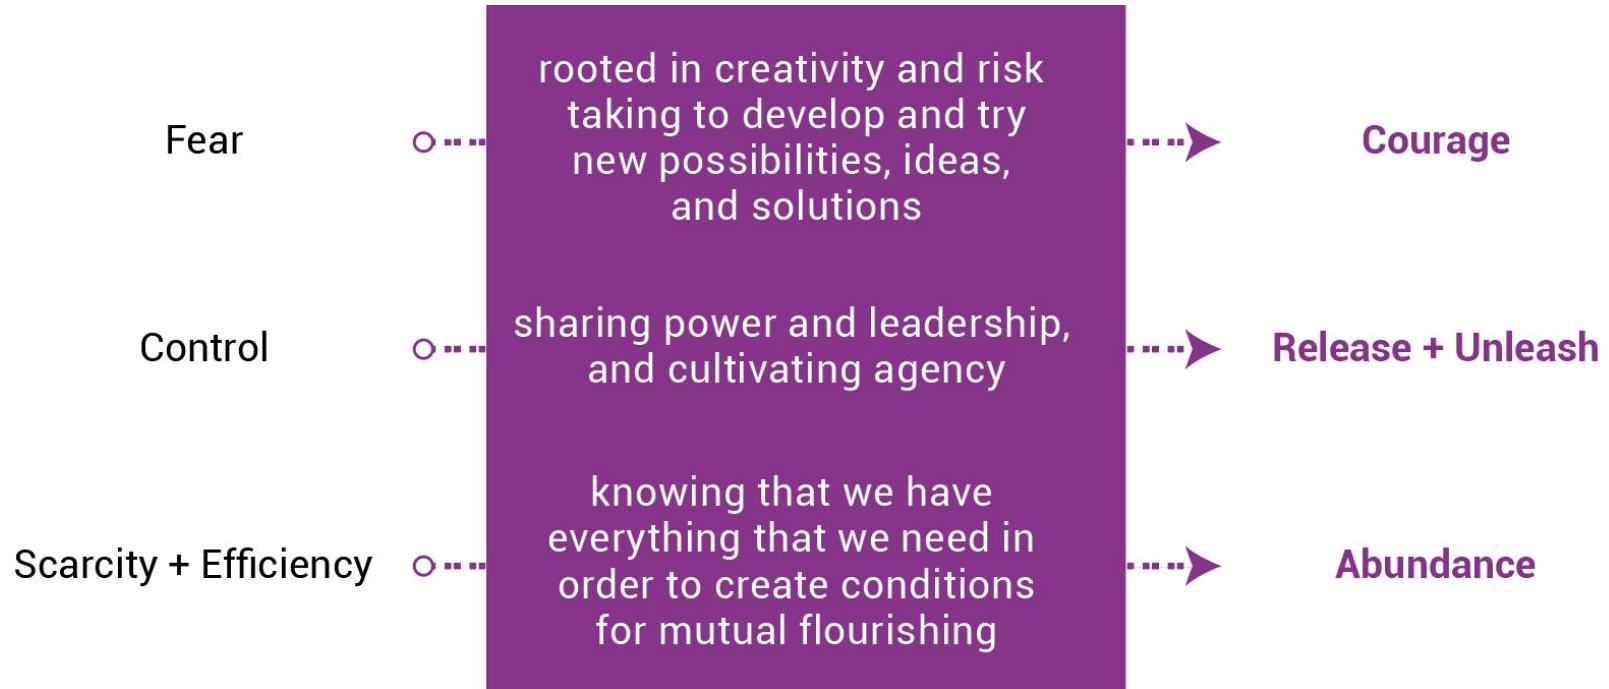 Fear
rooted in creativity and risk
taking to develop and try
new possibilities, ideas,
and solutions
Courage
Control
sharing power and leadership,
and cultivating agency
Release + Unleash
Scarcity + Efficiency
knowing that we have
everything that we need in
order to create conditions
for mutual flourishing
Abundance